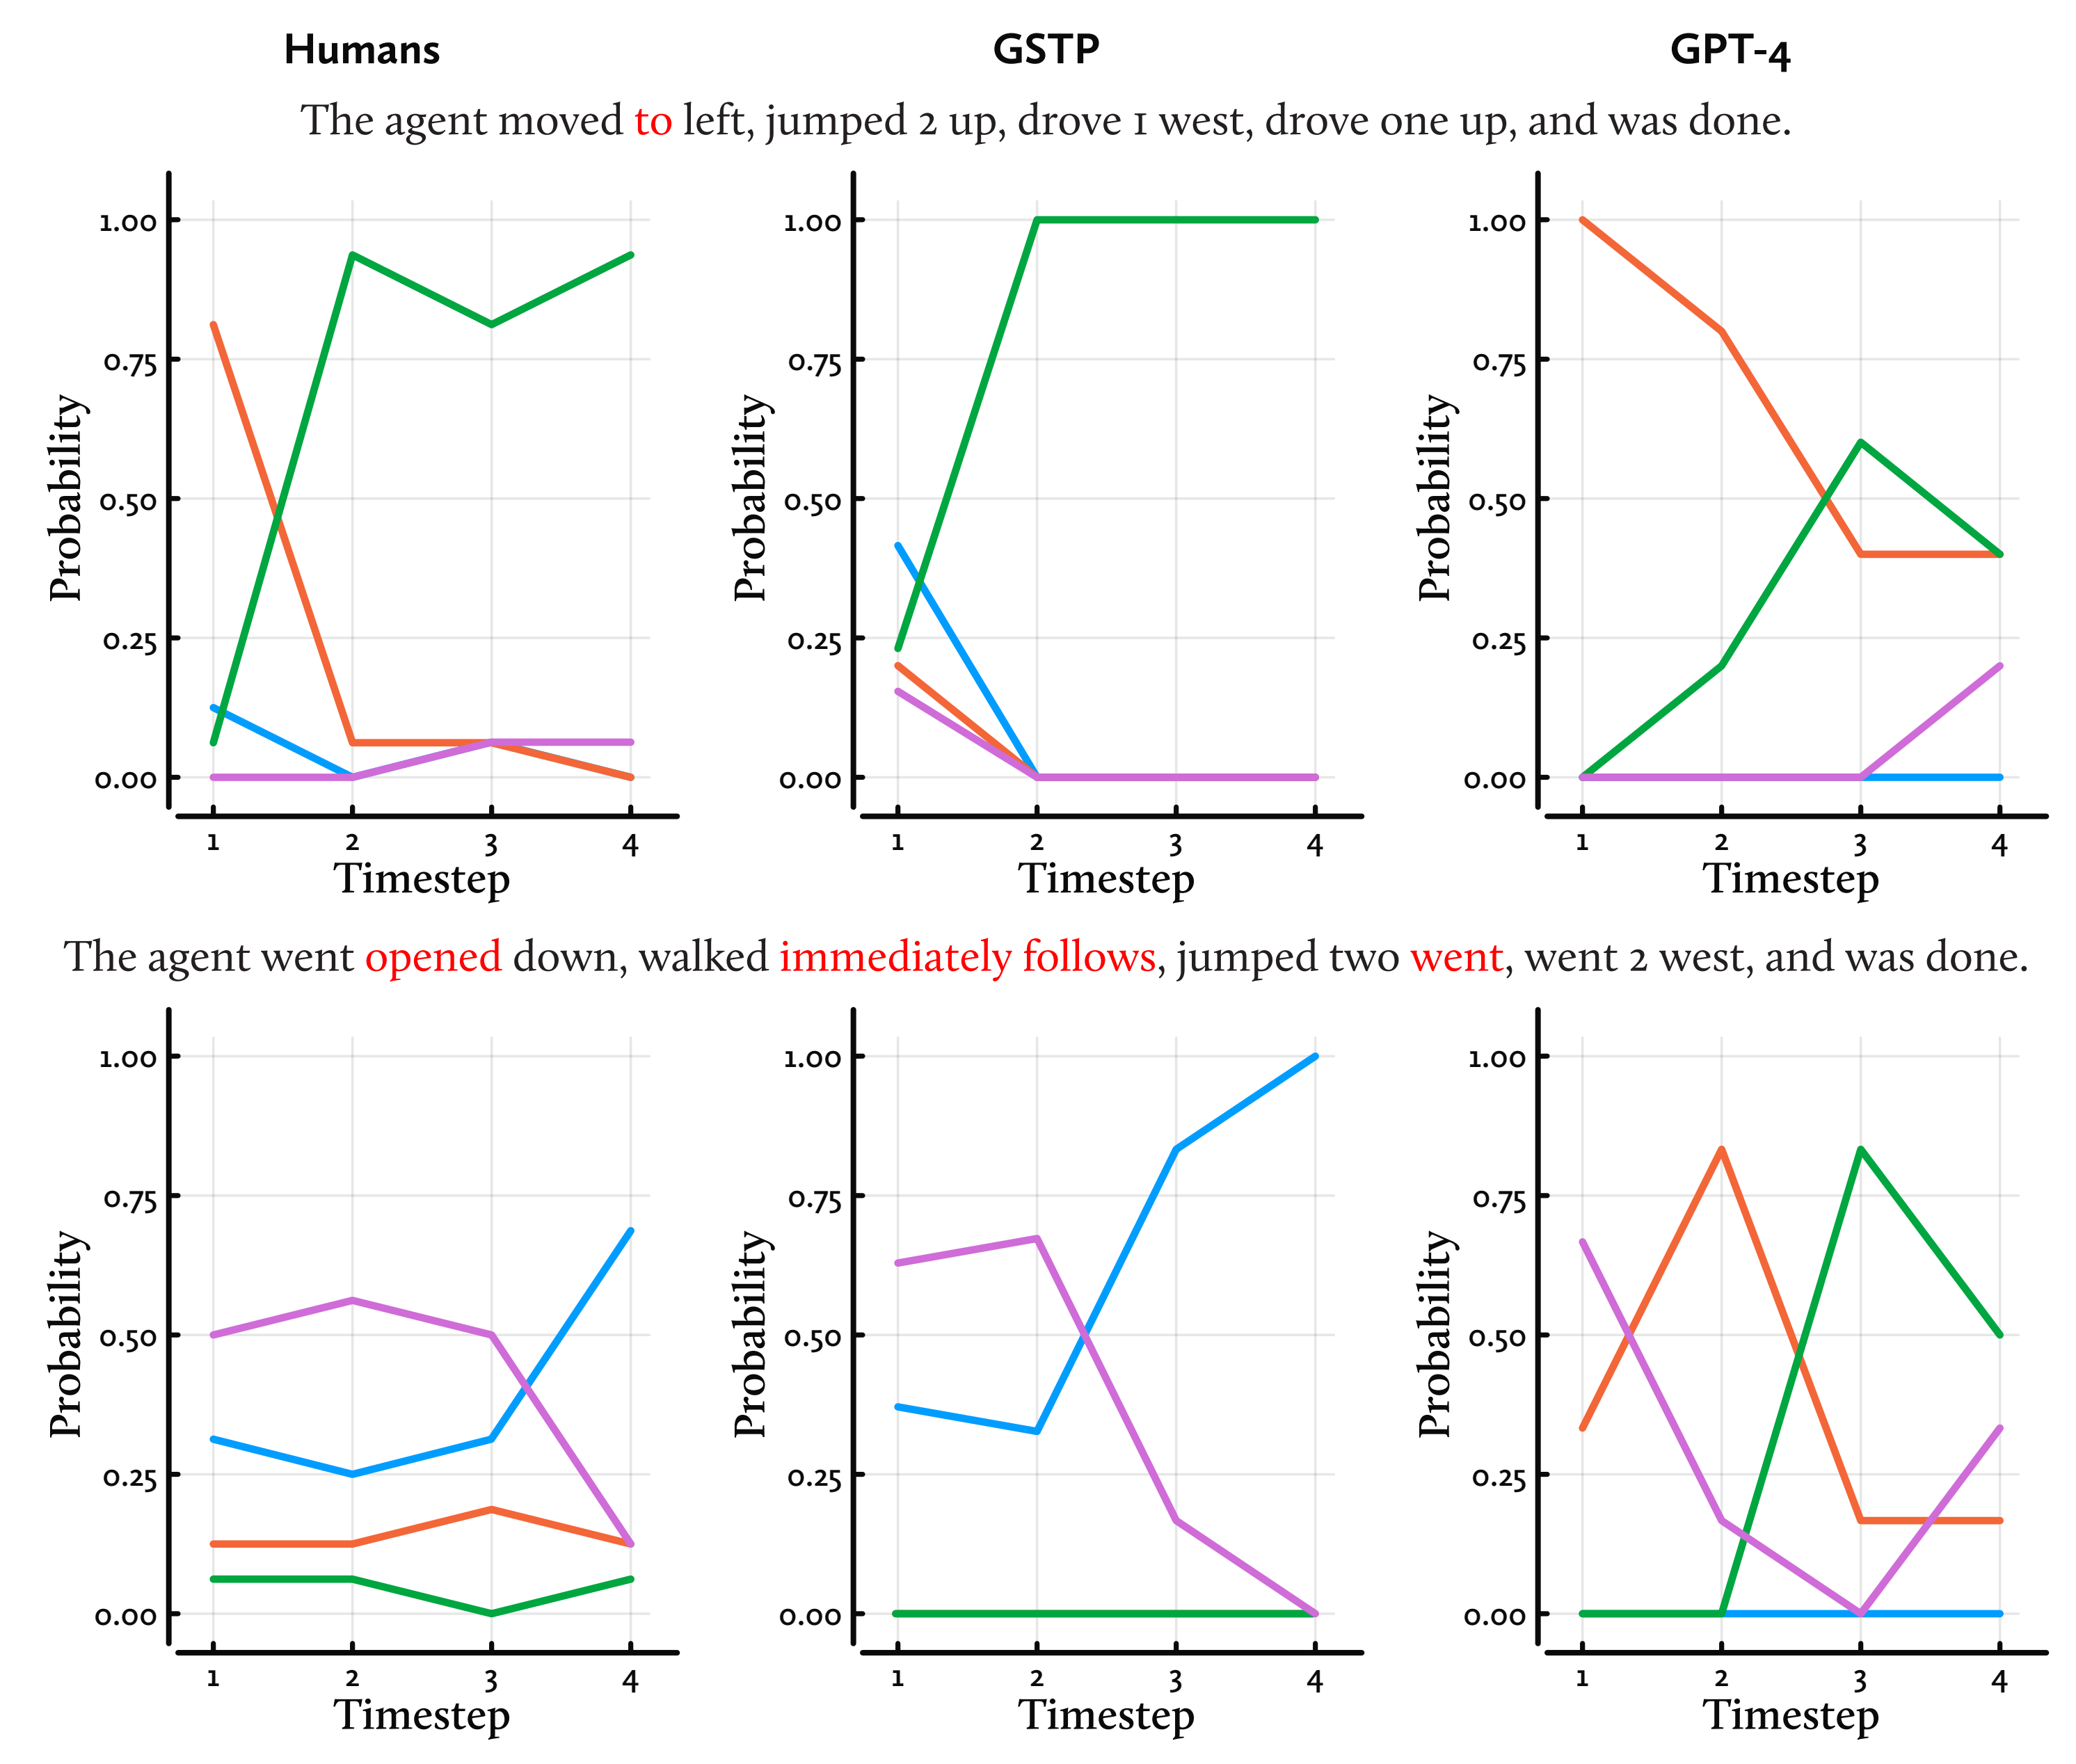 Humans GSTP GPT-4
The agent moved to left, jumped 2 up, drove 1 west, drove one up, and was done.
Probability
1.00
0.75
0.50
0.25
0.00
1 2 3 4
Timestep
Probability
1.00
0.75
0.50
0.25
0.00
1 2 3 4
Timestep
Probability
1.00
0.75
0.50
0.25
0.00
1 2 3 4
Timestep
The agent went opened down, walked immediately follows, jumped two went, went 2 west, and was done.
Probability
1.00
0.75
0.50
0.25
0.00
1 2 3 4
Timestep
Probability
1.00
0.75
0.50
0.25
0.00
1 2 3 4
Timestep
Probability
1.00
0.75
0.50
0.25
0.00
1 2 3 4
Timestep